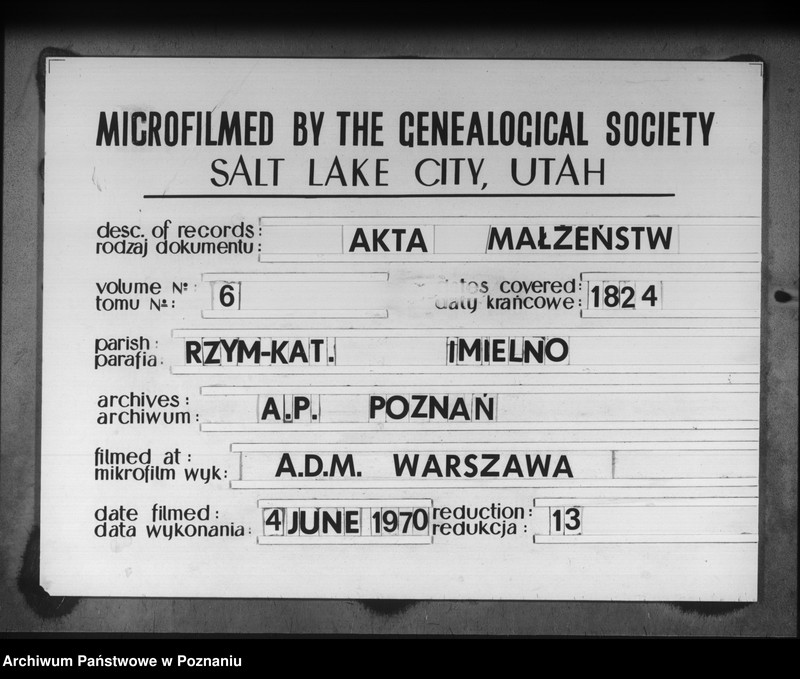 MICROFILMED BY THE GENEALOGICAL SOCIETY
SALT LAKE CITY, UTAH
desc. of records:
rodzaj dokumentu: AKTA MAŁŻEŃSTW
volume №: covered:
tomu №: 6 daty krańcowe: 1824
parish:
parafia: RZYM-KAT. IMIELNO
archives:
archiwum: A.P. POZNAŃ
filmed at:
mikrofilm wyk: A.D.M. WARSZAWA
date filmed: reduction:
data wykonania: 4 JUNE 1970 redukcja: 13
Archiwum Państwowe w Poznaniu